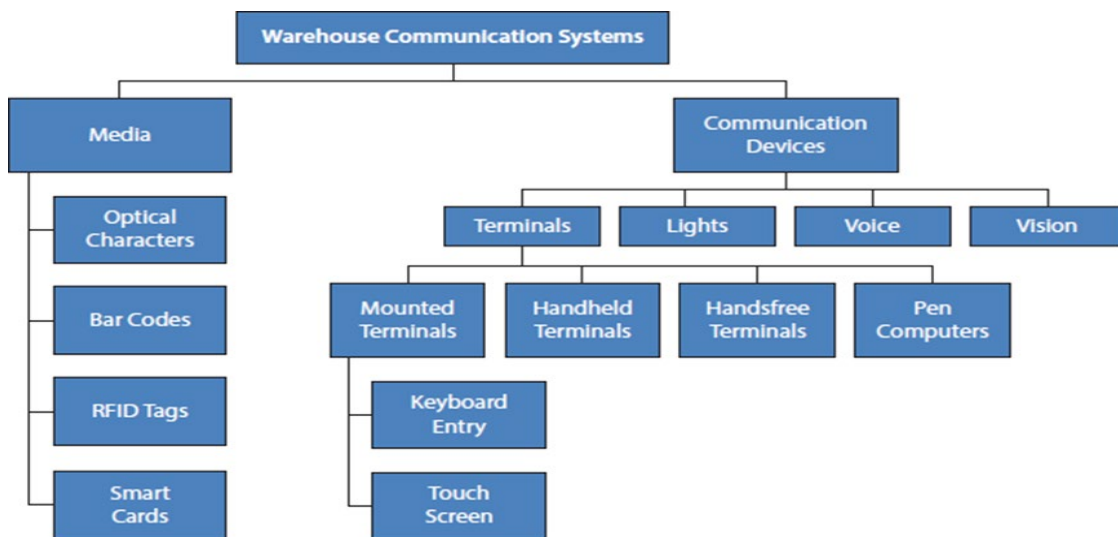 Warehouse Communication Systems
Media
Communication
Devices
Optical
Characters
Terminals
Lights
Voice
Vision
Bar Codes
Mounted
Terminals
Handheld
Terminals
Handsfree
Terminals
Pen
Computers
RFID Tags
Keyboard
Entry
Smart
Cards
Touch
Screen